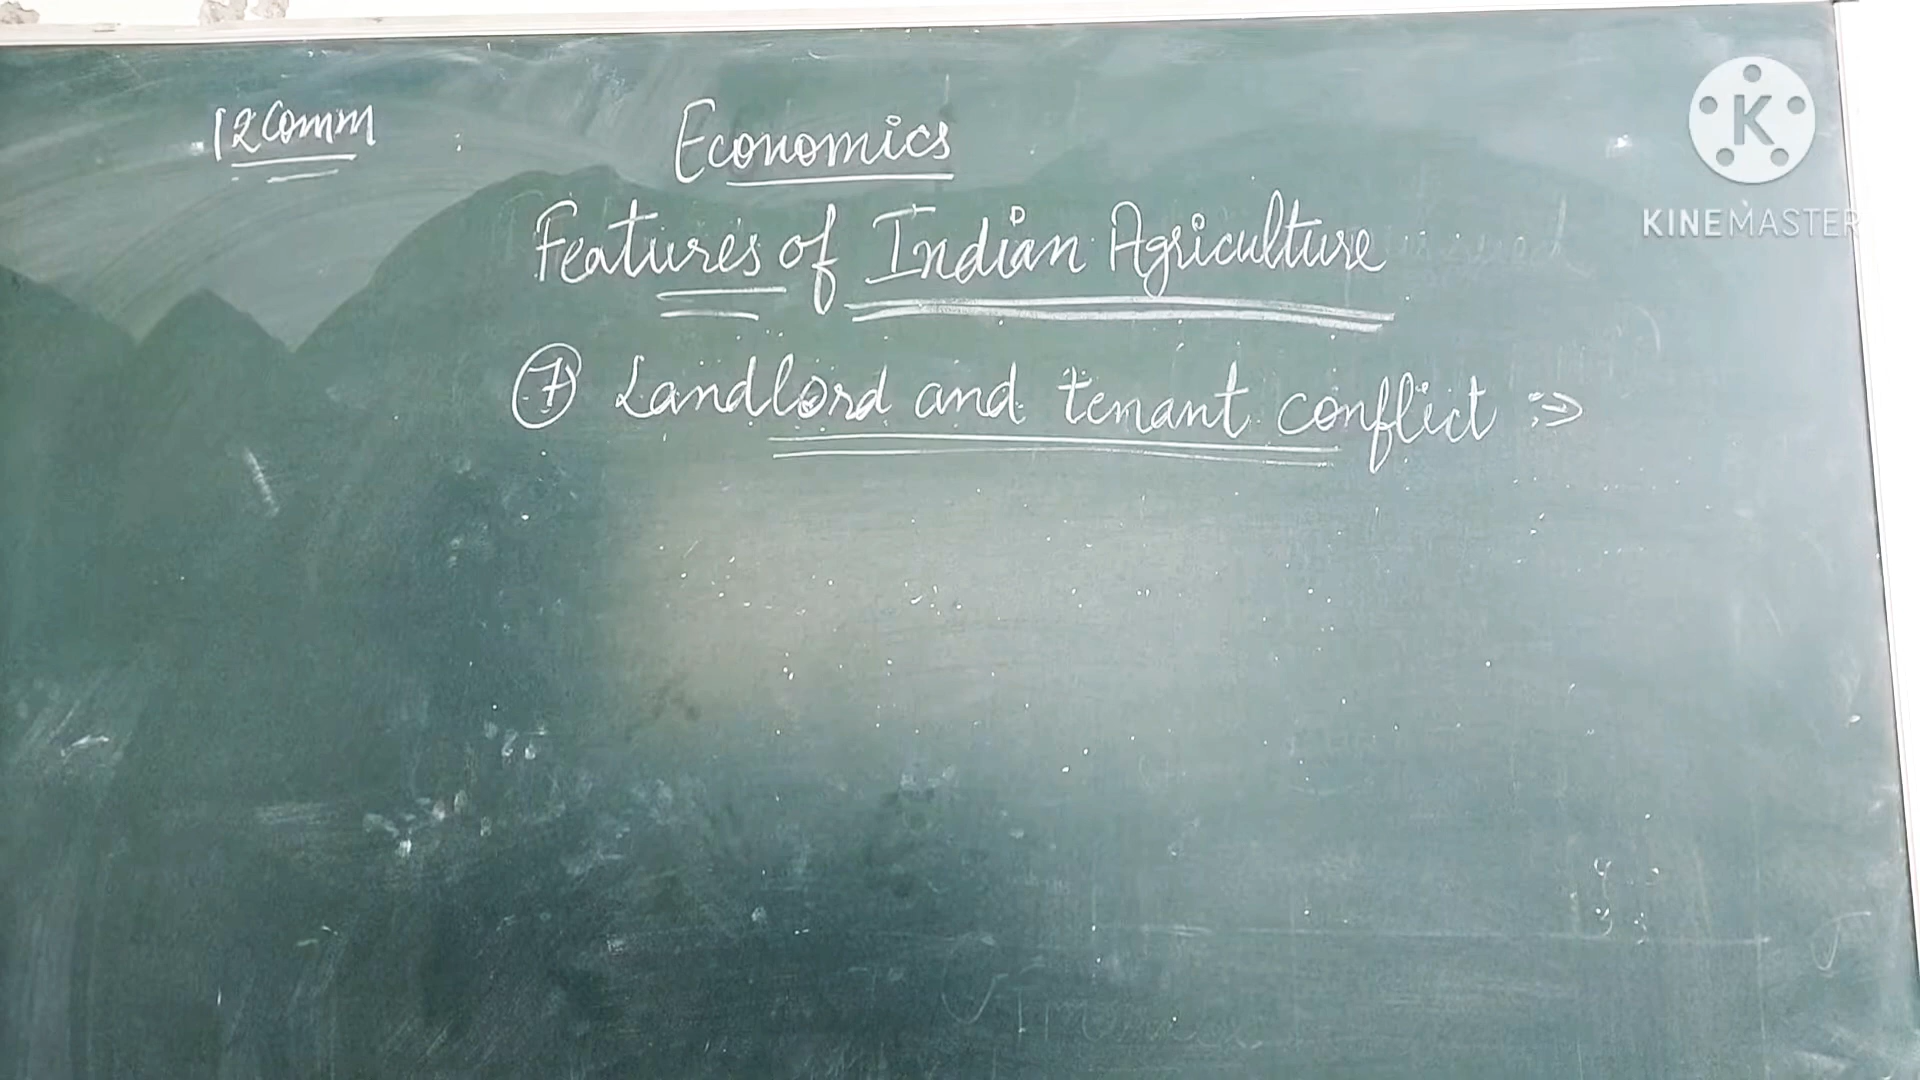 12 Comm
Economics
Features of Indian Agriculture
⑦ Landlord and tenant conflict :⇒
K
KINEMASTER